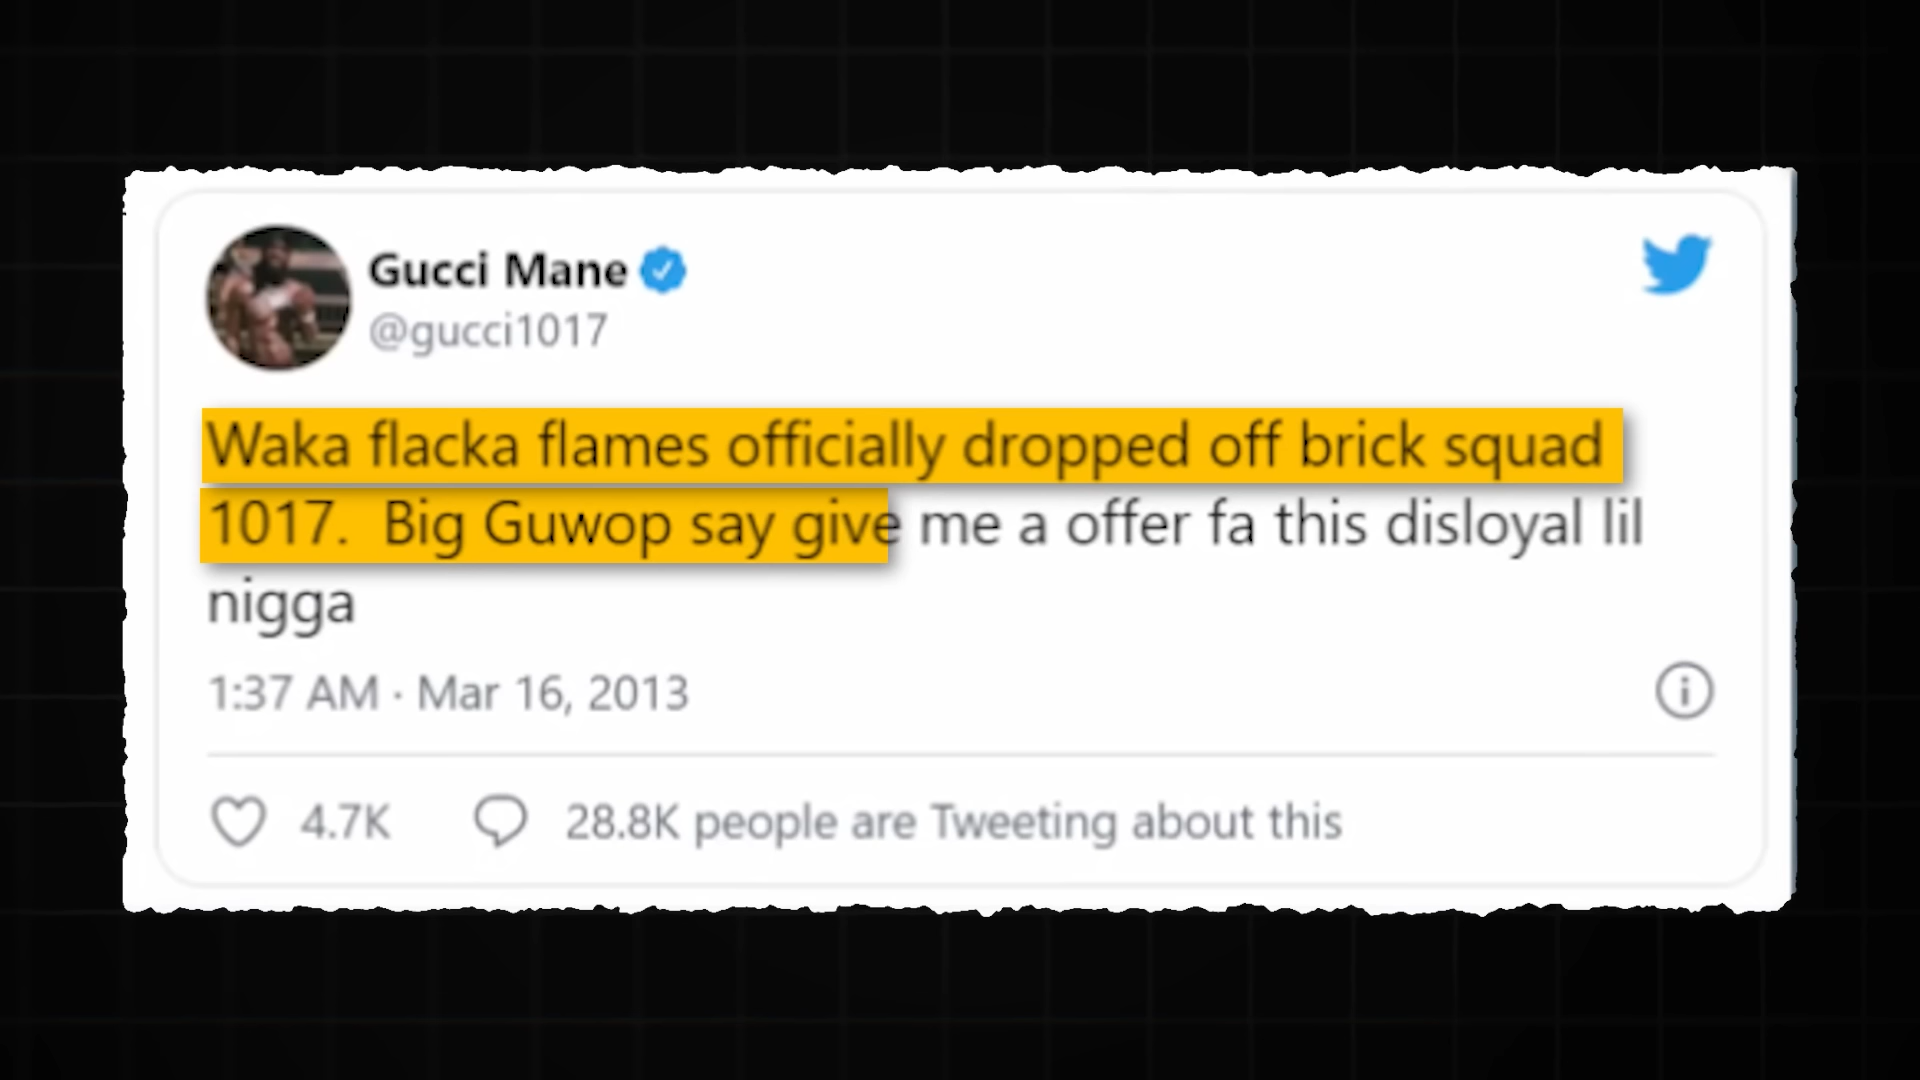 Gucci Mane
@gucci1017
Waka flacka flames officially dropped off brick squad
1017.  Big Guwop say give me a offer fa this disloyal lil
nigga
1:37 AM · Mar 16, 2013
4.7K 28.8K people are Tweeting about this